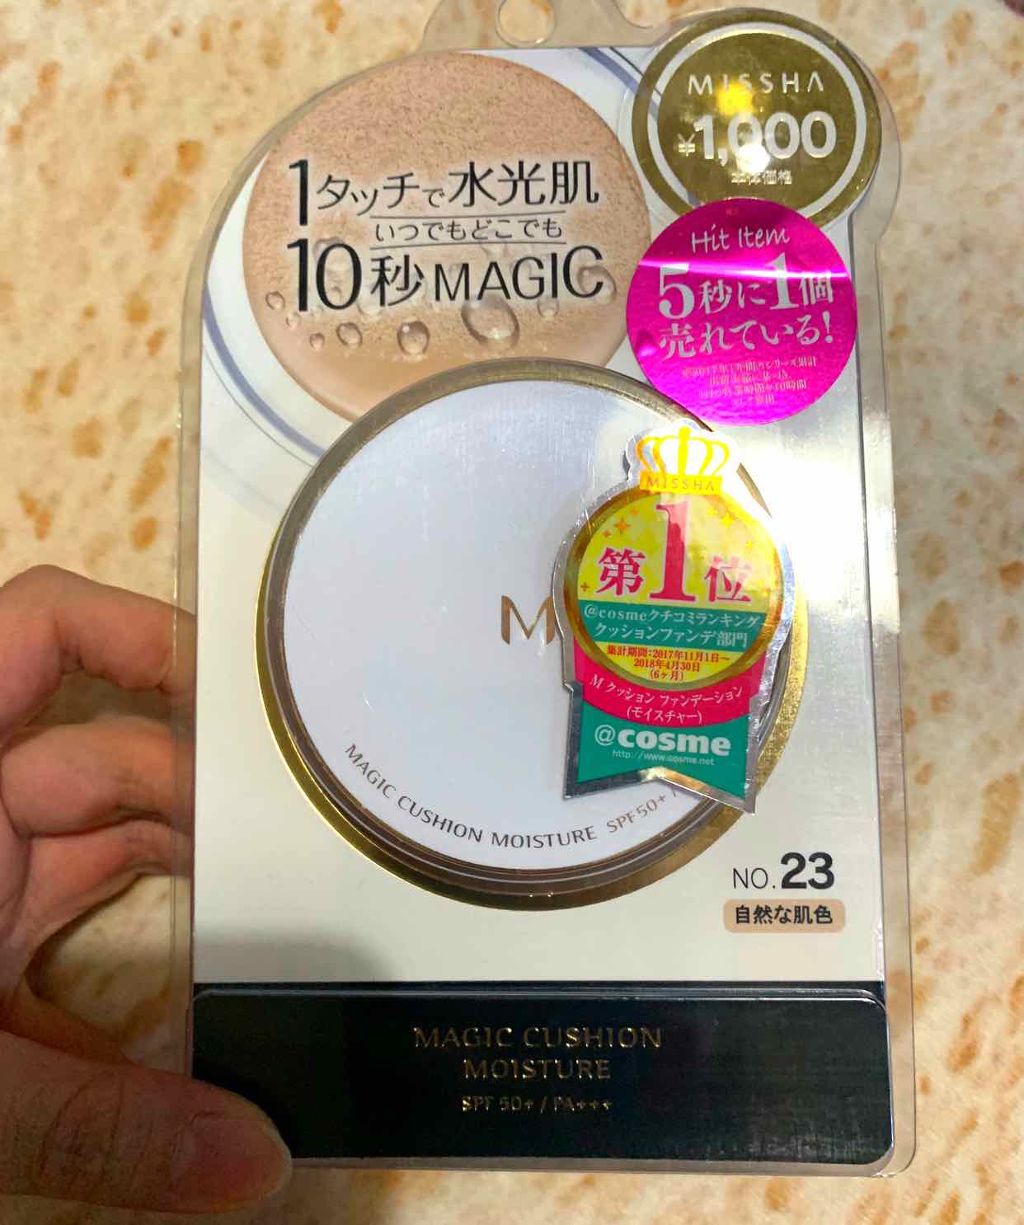 MISSHA
¥1,000
本体価格
1タッチで水光肌
いつでもどこでも
10秒MAGIC
Hit Item
5秒に1個
売れている!
MISSHA
第1位
@cosmeクチコミランキング
クッションファンデ部門
集計期間:2017年11月1日~
2018年4月30日
(6ヶ月)
M クッション ファンデーション
(モイスチャー)
@cosme
http://www.cosme.net
M
MAGIC CUSHION MOISTURE SPF50+
NO.23
自然な肌色
MAGIC CUSHION
MOISTURE
SPF 50+ / PA+++